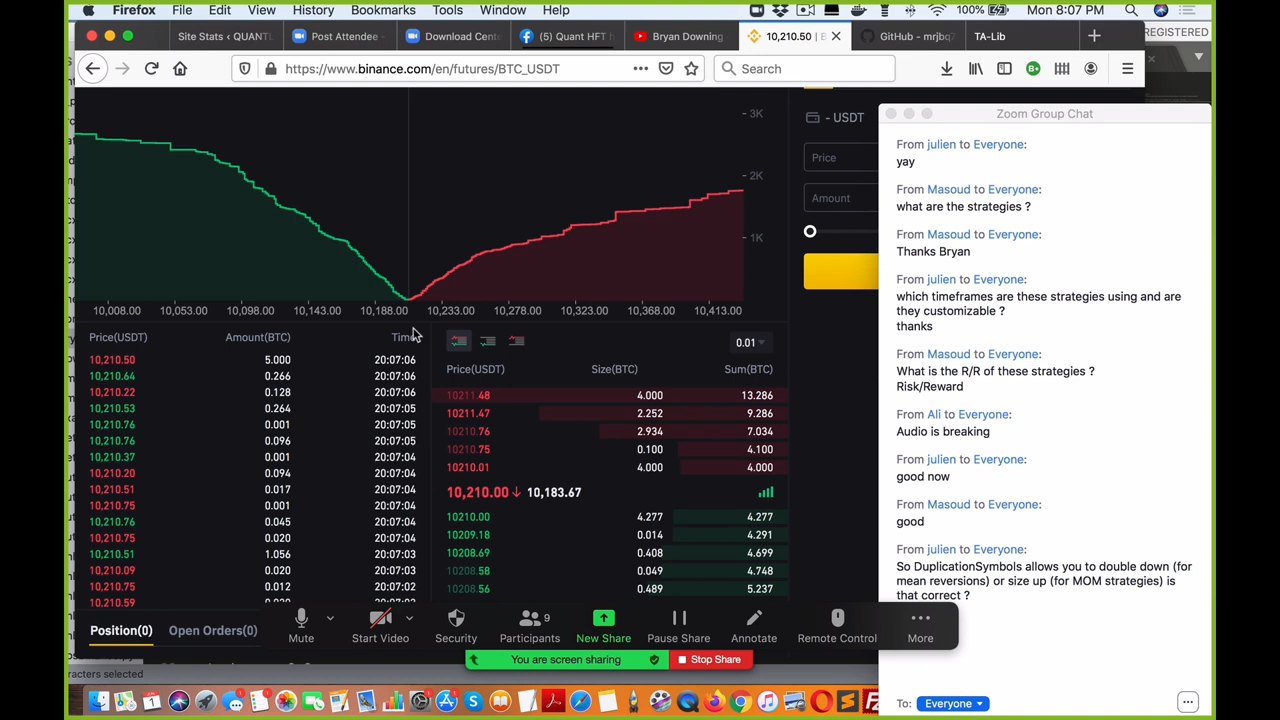 Firefox File Edit View History Bookmarks Tools Window Help 100% Mon 8:07 PM
Site Stats ‹ QUANTL Post Attendee - Download Cente (5) Quant HFT h Bryan Downing 10,210.50 | B GitHub - mrjbq7 TA-Lib
REGISTERED
https://www.binance.com/en/futures/BTC_USDT
Search
3K
2K
1K
10,008.00 10,053.00 10,098.00 10,143.00 10,188.00 10,233.00 10,278.00 10,323.00 10,368.00 10,413.00
- USDT
Price
Amount
Price(USDT) Amount(BTC) Time
10,210.50 5.000 20:07:06
10,210.64 0.266 20:07:06
10,210.22 0.128 20:07:06
10,210.53 0.264 20:07:05
10,210.76 0.001 20:07:05
10,210.76 0.096 20:07:05
10,210.37 0.001 20:07:04
10,210.20 0.094 20:07:04
10,210.51 0.017 20:07:04
10,210.75 0.001 20:07:04
10,210.76 0.045 20:07:04
10,210.75 0.020 20:07:04
10,210.51 1.056 20:07:03
10,210.09 0.020 20:07:03
10,210.75 0.012 20:07:02
10,210.59
0.01
Price(USDT) Size(BTC) Sum(BTC)
10211.48 4.000 13.286
10211.47 2.252 9.286
10210.76 2.934 7.034
10210.75 0.100 4.100
10210.01 4.000 4.000
10,210.00↓ 10,183.67
10210.00 4.277 4.277
10209.18 0.014 4.291
10208.69 0.408 4.699
10208.58 0.049 4.748
10208.56 0.489 5.237
Position(0) Open Orders(0)
Mute Start Video Security Participants 9 New Share Pause Share Annotate Remote Control More
You are screen sharing Stop Share
racters selected
Zoom Group Chat
From julien to Everyone:
yay
From Masoud to Everyone:
what are the strategies ?
From Masoud to Everyone:
Thanks Bryan
From julien to Everyone:
which timeframes are these strategies using and are
they customizable ?
thanks
From Masoud to Everyone:
What is the R/R of these strategies ?
Risk/Reward
From Ali to Everyone:
Audio is breaking
From julien to Everyone:
good now
From Masoud to Everyone:
good
From julien to Everyone:
So DuplicationSymbols allows you to double down (for
mean reversions) or size up (for MOM strategies) is
that correct ?
To: Everyone